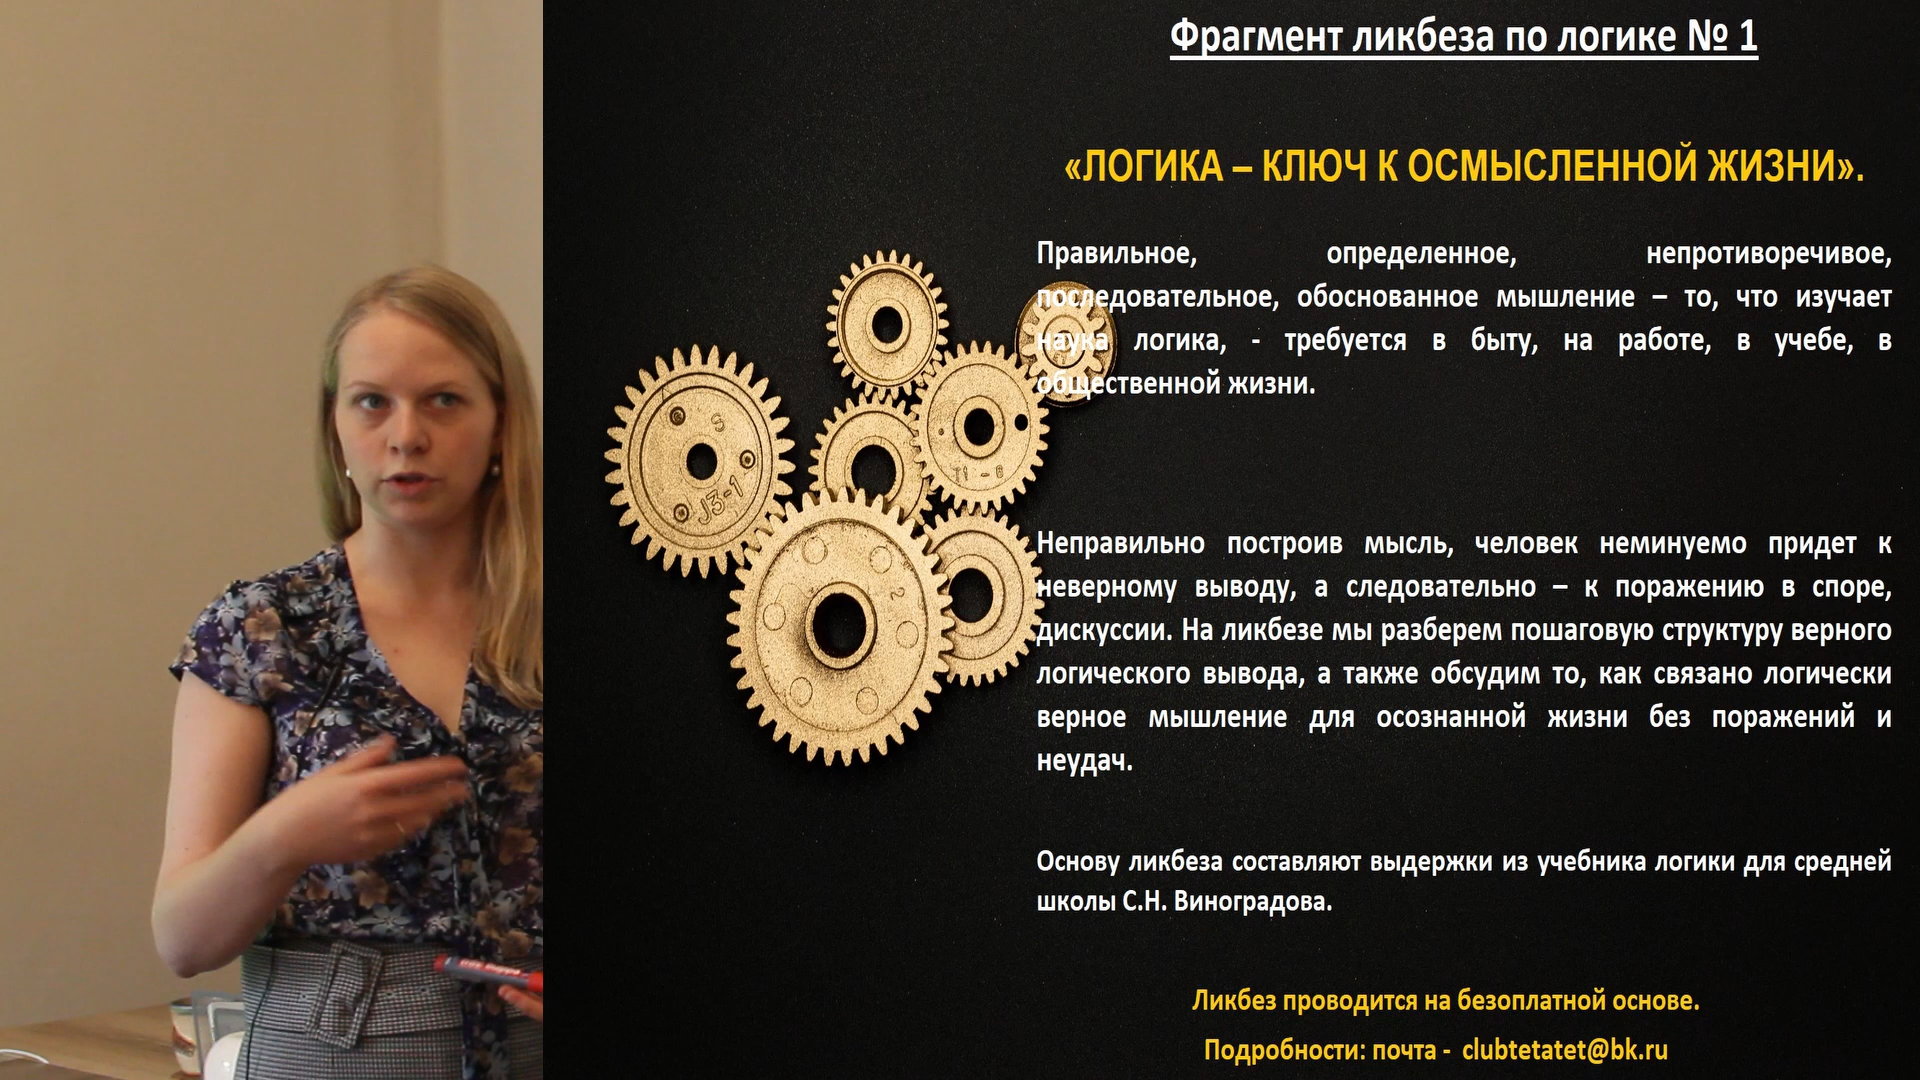 Фрагмент ликбеза по логике № 1
«ЛОГИКА – КЛЮЧ К ОСМЫСЛЕННОЙ ЖИЗНИ».
Правильное, определенное, непротиворечивое,
последовательное, обоснованное мышление – то, что изучает
наука логика, - требуется в быту, на работе, в учебе, в
общественной жизни.
S
J3-1
2
Неправильно построив мысль, человек неминуемо придет к
неверному выводу, а следовательно – к поражению в споре,
дискуссии. На ликбезе мы разберем пошаговую структуру верного
логического вывода, а также обсудим то, как связано логически
верное мышление для осознанной жизни без поражений и
неудач.
Основу ликбеза составляют выдержки из учебника логики для средней
школы С.Н. Виноградова.
Ликбез проводится на безоплатной основе.
Подробности: почта - clubtetatet@bk.ru